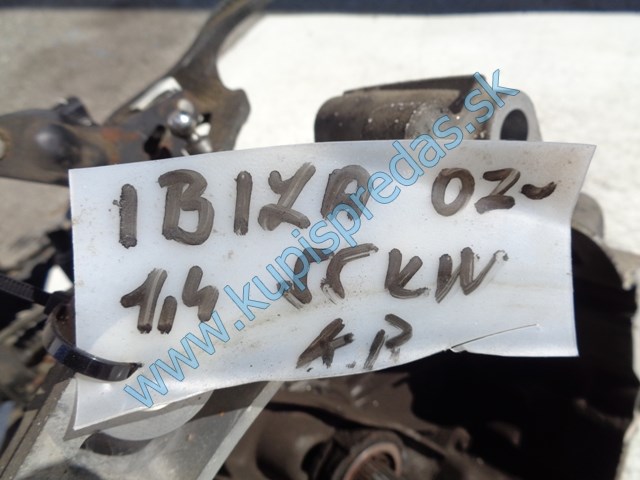 IBIZA 02-
1,4 55 KW
A.P
www.kupispredas.sk